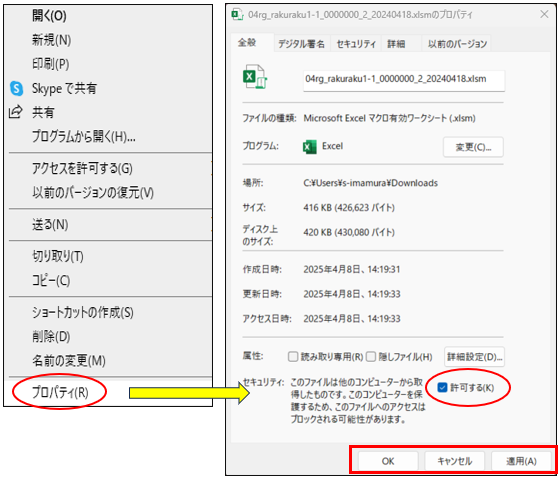 開く(O)
新規(N)
印刷(P)
Skype で共有
共有
プログラムから開く(H)...
アクセスを許可する(G)
以前のバージョンの復元(V)
送る(N)
切り取り(T)
コピー(C)
ショートカットの作成(S)
削除(D)
名前の変更(M)
プロパティ(R)
04rg_rakuraku1-1_0000000_2_20240418.xlsmのプロパティ
全般 デジタル署名 セキュリティ 詳細 以前のバージョン
04rg_rakuraku1-1_0000000_2_20240418.xlsm
ファイルの種類: Microsoft Excel マクロ有効ワークシート (.xlsm)
プログラム: Excel 変更(C)...
場所: C:¥Users¥s-imamura¥Downloads
サイズ: 416 KB (426,623 バイト)
ディスク上
のサイズ: 420 KB (430,080 バイト)
作成日時: 2025年4月8日、14:19:31
更新日時: 2025年4月8日、14:19:33
アクセス日時: 2025年4月8日、14:19:33
属性: 読み取り専用(R) 隠しファイル(H) 詳細設定(D)...
セキュリティ: このファイルは他のコンピューターから取
得したものです。このコンピューターを保
護するため、このファイルへのアクセスは
ブロックされる可能性があります。
許可する(K)
OK キャンセル 適用(A)